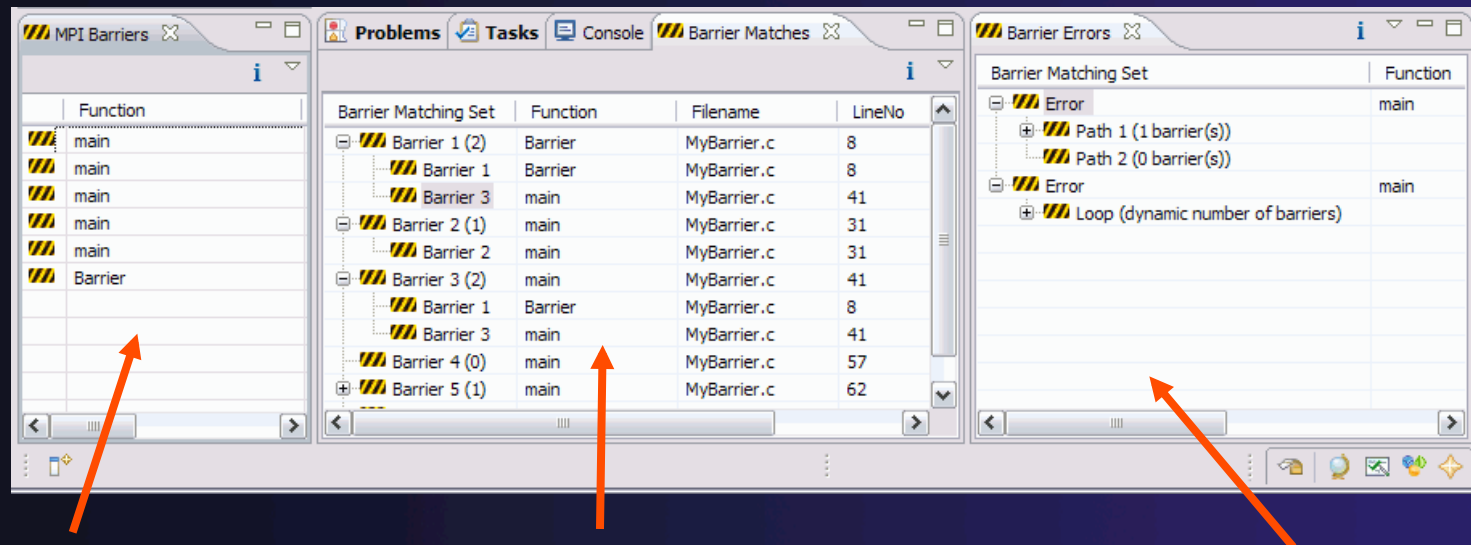 MPI Barriers
Function
main
main
main
main
main
Barrier
Problems Tasks Console Barrier Matches
Barrier Matching Set Function Filename LineNo
Barrier 1 (2) Barrier MyBarrier.c 8
Barrier 1 Barrier MyBarrier.c 8
Barrier 3 main MyBarrier.c 41
Barrier 2 (1) main MyBarrier.c 31
Barrier 2 main MyBarrier.c 31
Barrier 3 (2) main MyBarrier.c 41
Barrier 1 Barrier MyBarrier.c 8
Barrier 3 main MyBarrier.c 41
Barrier 4 (0) main MyBarrier.c 57
Barrier 5 (1) main MyBarrier.c 62
Barrier Errors
Barrier Matching Set Function
Error main
Path 1 (1 barrier(s))
Path 2 (0 barrier(s))
Error main
Loop (dynamic number of barriers)